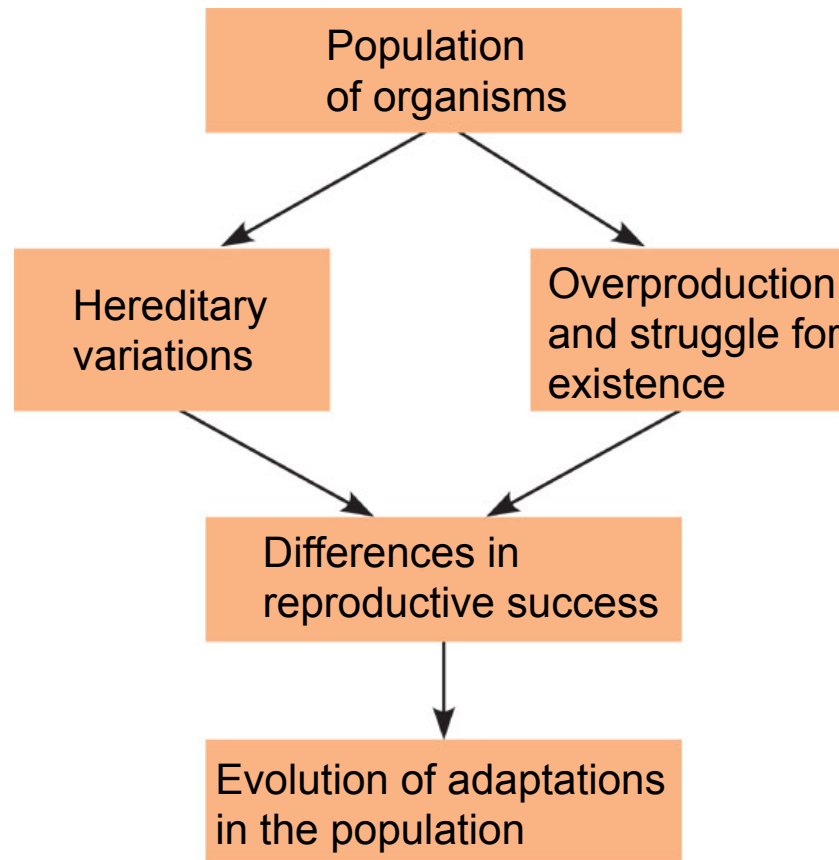 Population
of organisms
Hereditary
variations
Overproduction
and struggle for
existence
Differences in
reproductive success
Evolution of adaptations
in the population